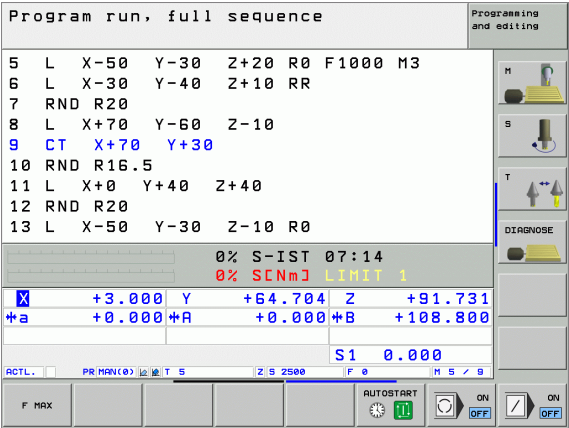 Program run, full sequence
Programming
and editing
5 L X-50 Y-30 Z+20 R0 F1000 M3
6 L X-30 Y-40 Z+10 RR
7 RND R20
8 L X+70 Y-60 Z-10
9 CT X+70 Y+30
10 RND R16.5
11 L X+0 Y+40 Z+40
12 RND R20
13 L X-50 Y-30 Z-10 R0
M
S
T
DIAGNOSE
0% S-IST 07:14
0% S[Nm] LIMIT 1
X +3.000 Y +64.704 Z +91.731
a +0.000 A +0.000 B +108.800
S1 0.000
ACTL. PR MAN(0) T 5 Z S 2500 F 0 M 5 / 9
F MAX
AUTOSTART
ON
OFF
ON
OFF